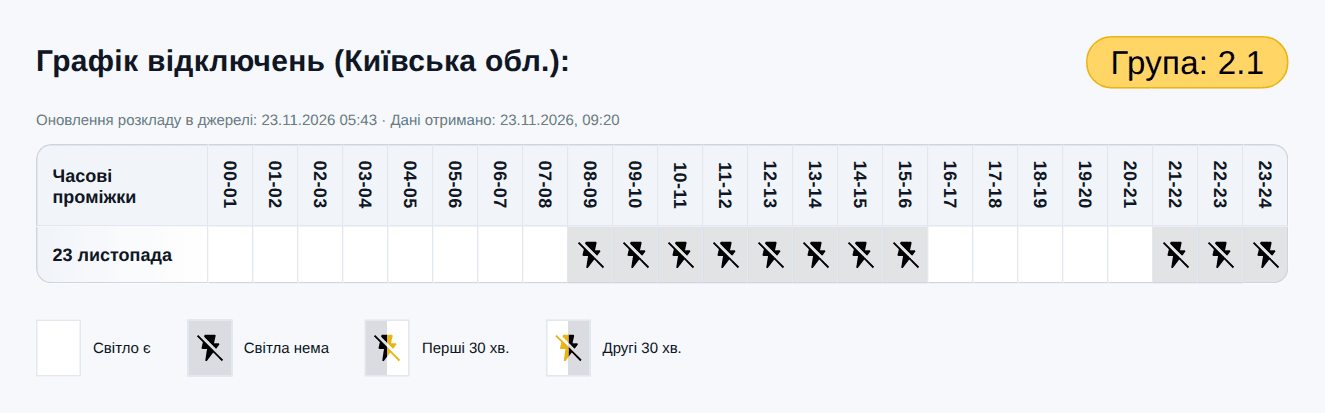 Графік відключень (Київська обл.):
Група: 2.1
Оновлення розкладу в джерелі: 23.11.2026 05:43 · Дані отримано: 23.11.2026, 09:20
Часові
проміжки
00-01
01-02
02-03
03-04
04-05
05-06
06-07
07-08
08-09
09-10
10-11
11-12
12-13
13-14
14-15
15-16
16-17
17-18
18-19
19-20
20-21
21-22
22-23
23-24
23 листопада
Світло є
Світла нема
Перші 30 хв.
Другі 30 хв.